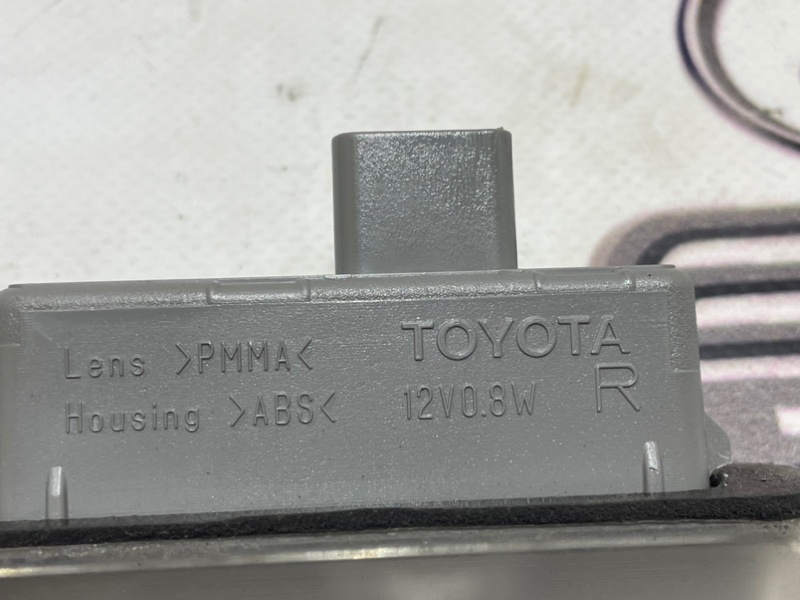 TOYOTA
Lens >PMMA<
R
Housing >ABS< 12V0.8W